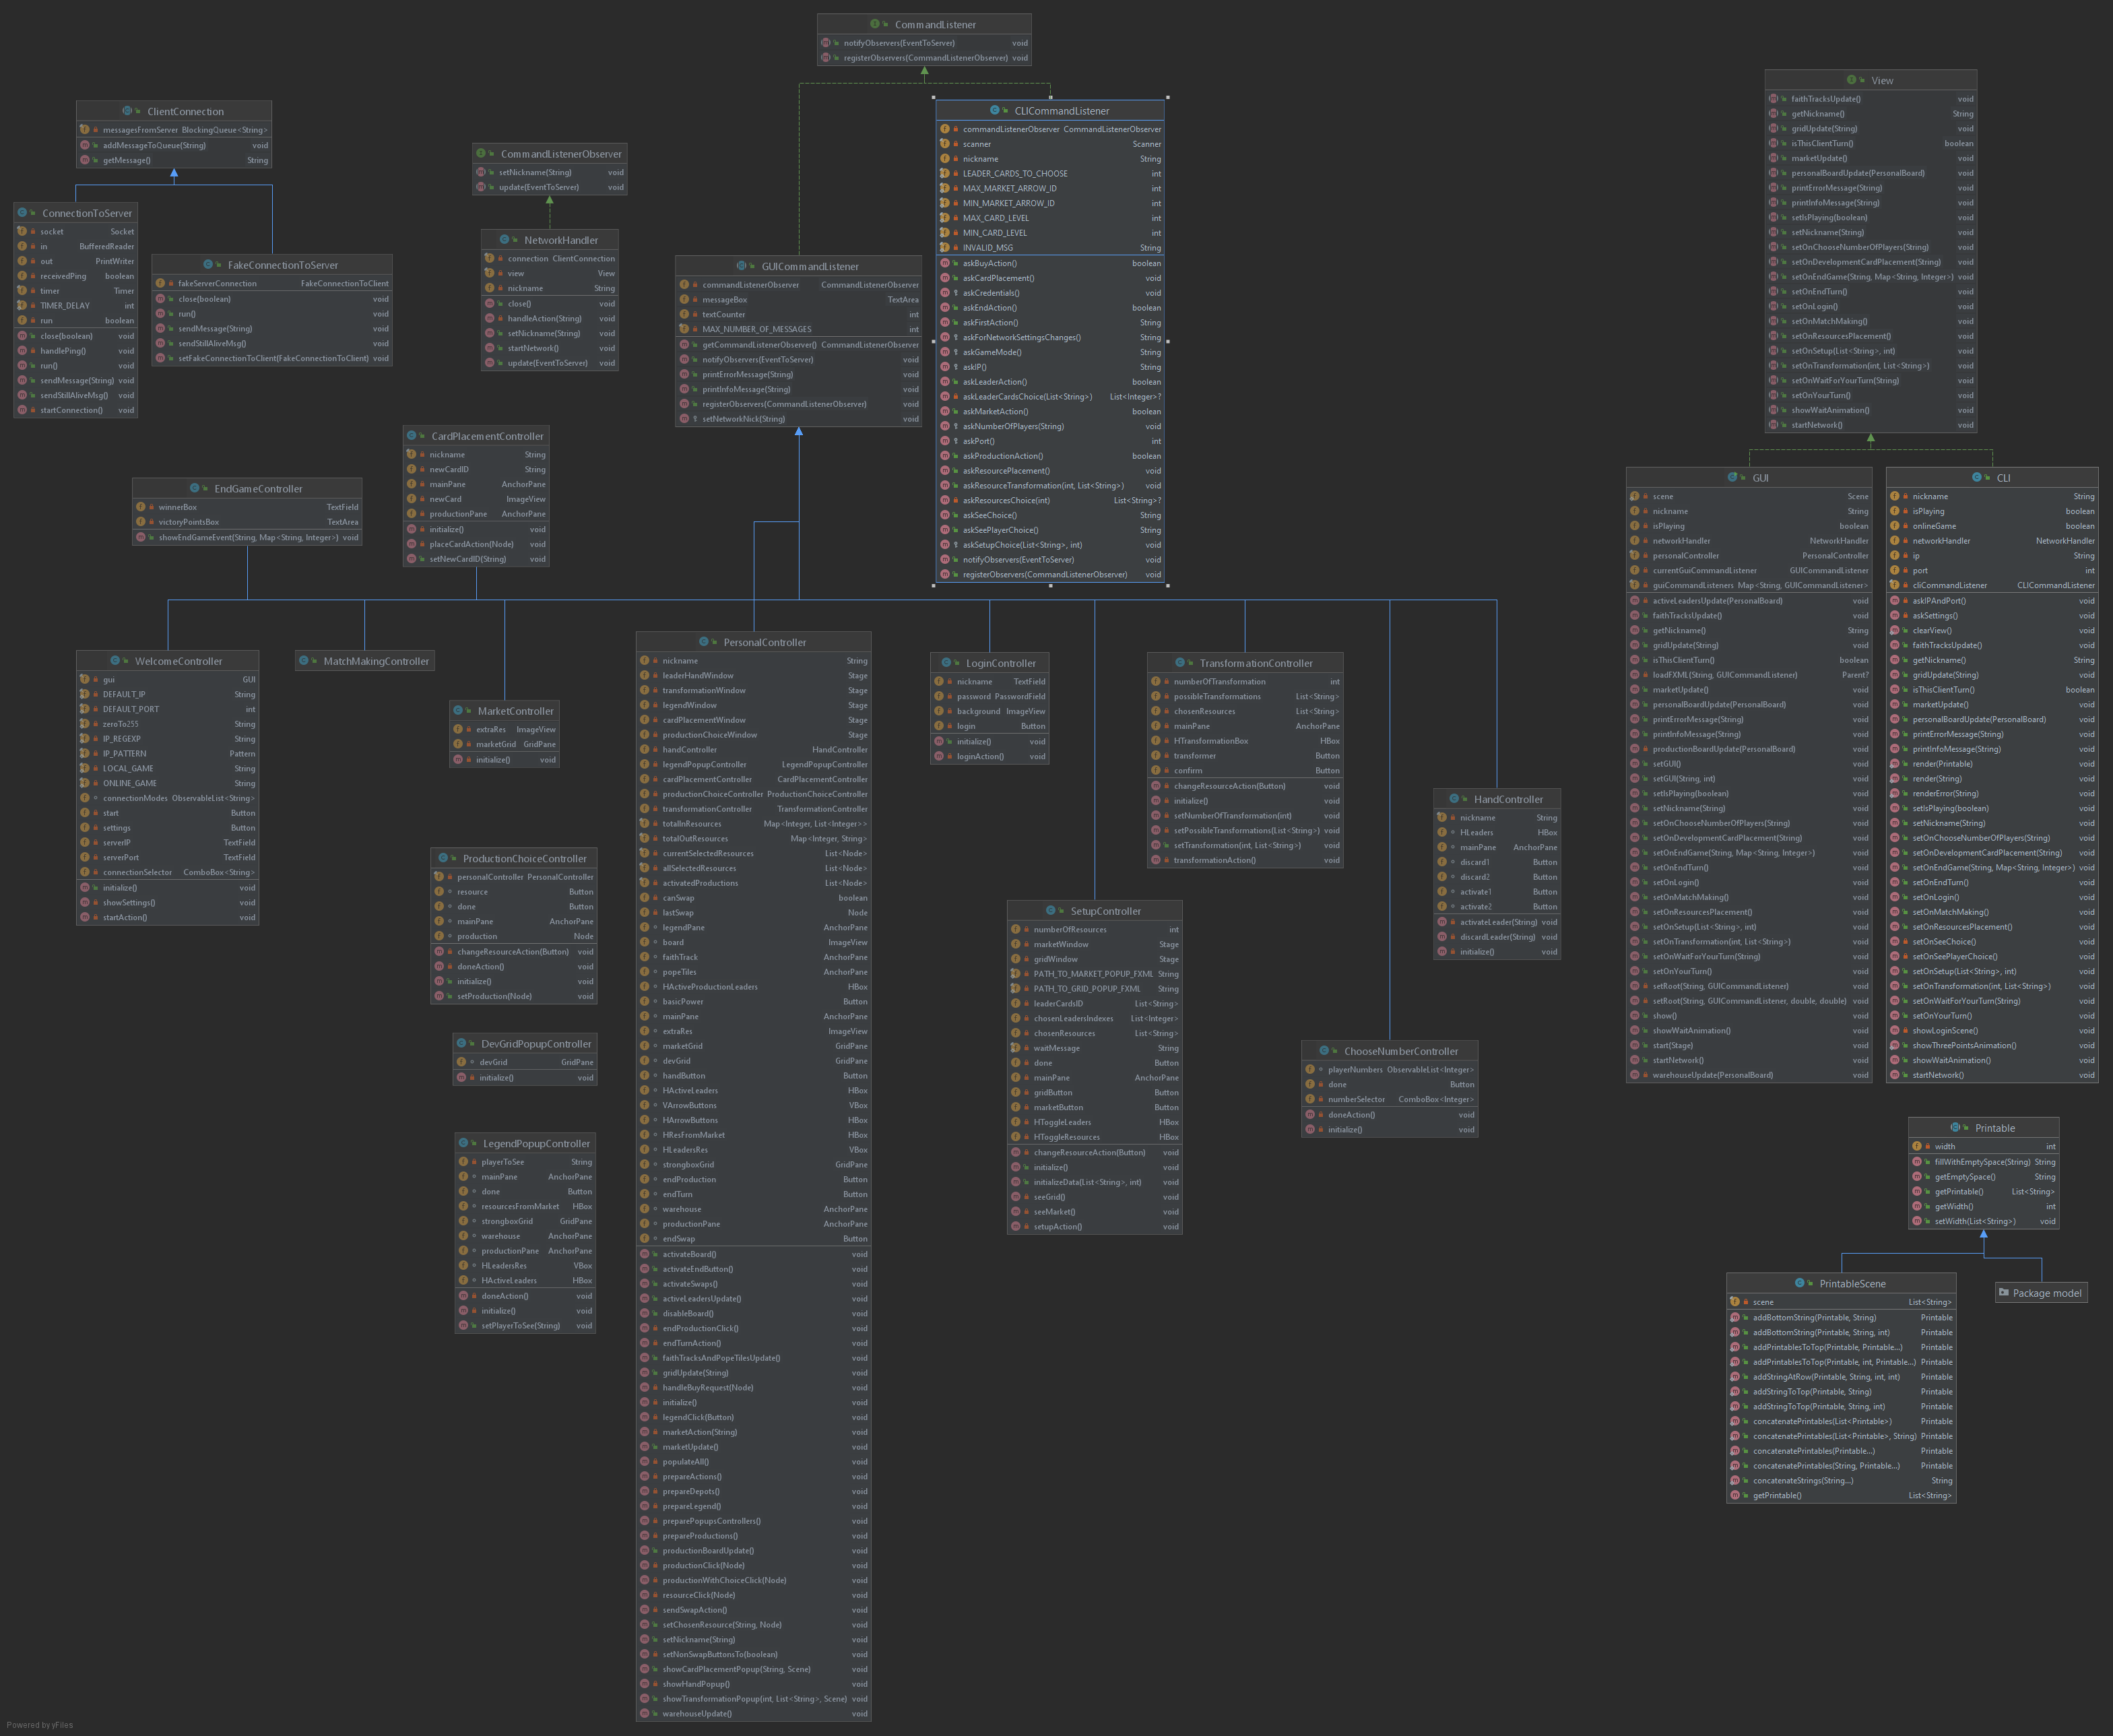 CommandListener
notifyObservers(EventToServer) void
registerObservers(CommandListenerObserver) void
ClientConnection
messagesFromServer BlockingQueue<String>
addMessageToQueue(String) void
getMessage() String
ConnectionToServer
socket Socket
in BufferedReader
out PrintWriter
receivedPing boolean
timer Timer
TIMER_DELAY int
run boolean
close(boolean) void
handlePing() void
run() void
sendMessage(String) void
sendStillAliveMsg() void
startConnection() void
FakeConnectionToServer
fakeServerConnection FakeConnectionToClient
close(boolean) void
run() void
sendMessage(String) void
sendStillAliveMsg() void
setFakeConnectionToClient(FakeConnectionToClient) void
CommandListenerObserver
setNickname(String) void
update(EventToServer) void
NetworkHandler
connection ClientConnection
view View
nickname String
close() void
handleAction(String) void
setNickname(String) void
startNetwork() void
update(EventToServer) void
GUICommandListener
commandListenerObserver CommandListenerObserver
messageBox TextArea
textCounter int
MAX_NUMBER_OF_MESSAGES int
getCommandListenerObserver() CommandListenerObserver
notifyObservers(EventToServer) void
printErrorMessage(String) void
printInfoMessage(String) void
registerObservers(CommandListenerObserver) void
setNetworkNick(String) void
CLICommandListener
commandListenerObserver CommandListenerObserver
scanner Scanner
nickname String
LEADER_CARDS_TO_CHOOSE int
MAX_MARKET_ARROW_ID int
MIN_MARKET_ARROW_ID int
MAX_CARD_LEVEL int
MIN_CARD_LEVEL int
INVALID_MSG String
askBuyAction() boolean
askCardPlacement() void
askCredentials() void
askEndAction() boolean
askFirstAction() String
askForNetworkSettingsChanges() String
askGameMode() String
askIP() String
askLeaderAction() boolean
askLeaderCardsChoice(List<String>) List<Integer>?
askMarketAction() boolean
askNumberOfPlayers(String) void
askPort() int
askProductionAction() boolean
askResourcePlacement() void
askResourceTransformation(int, List<String>) void
askResourcesChoice(int) List<String>?
askSeeChoice() String
askSeePlayerChoice() String
askSetupChoice(List<String>, int) void
notifyObservers(EventToServer) void
registerObservers(CommandListenerObserver) void
View
faithTracksUpdate() void
getNickname() String
gridUpdate(String) void
isThisClientTurn() boolean
marketUpdate() void
personalBoardUpdate(PersonalBoard) void
printErrorMessage(String) void
printInfoMessage(String) void
setIsPlaying(boolean) void
setNickname(String) void
setOnChooseNumberOfPlayers(String) void
setOnDevelopmentCardPlacement(String) void
setOnEndGame(String, Map<String, Integer>) void
setOnEndTurn() void
setOnLogin() void
setOnMatchMaking() void
setOnResourcesPlacement() void
setOnSetup(List<String>, int) void
setOnTransformation(int, List<String>) void
setOnWaitForYourTurn(String) void
setOnYourTurn() void
showWaitAnimation() void
startNetwork() void
GUI
scene Scene
nickname String
isPlaying boolean
networkHandler NetworkHandler
personalController PersonalController
currentGuiCommandListener GUICommandListener
guiCommandListeners Map<String, GUICommandListener>
activeLeadersUpdate(PersonalBoard) void
faithTracksUpdate() void
getNickname() String
gridUpdate(String) void
isThisClientTurn() boolean
loadFXML(String, GUICommandListener) Parent?
marketUpdate() void
personalBoardUpdate(PersonalBoard) void
printErrorMessage(String) void
printInfoMessage(String) void
productionBoardUpdate(PersonalBoard) void
setGUI() void
setGUI(String, int) void
setIsPlaying(boolean) void
setNickname(String) void
setOnChooseNumberOfPlayers(String) void
setOnDevelopmentCardPlacement(String) void
setOnEndGame(String, Map<String, Integer>) void
setOnEndTurn() void
setOnLogin() void
setOnMatchMaking() void
setOnResourcesPlacement() void
setOnSetup(List<String>, int) void
setOnTransformation(int, List<String>) void
setOnWaitForYourTurn(String) void
setOnYourTurn() void
setRoot(String, GUICommandListener) void
setRoot(String, GUICommandListener, double, double) void
show() void
showWaitAnimation() void
start(Stage) void
startNetwork() void
warehouseUpdate(PersonalBoard) void
CLI
nickname String
isPlaying boolean
onlineGame boolean
networkHandler NetworkHandler
ip String
port int
cliCommandListener CLICommandListener
askIPAndPort() void
askSettings() void
clearView() void
faithTracksUpdate() void
getNickname() String
gridUpdate(String) void
isThisClientTurn() boolean
marketUpdate() void
personalBoardUpdate(PersonalBoard) void
printErrorMessage(String) void
printInfoMessage(String) void
render(Printable) void
render(String) void
renderError(String) void
setIsPlaying(boolean) void
setNickname(String) void
setOnChooseNumberOfPlayers(String) void
setOnDevelopmentCardPlacement(String) void
setOnEndGame(String, Map<String, Integer>) void
setOnEndTurn() void
setOnLogin() void
setOnMatchMaking() void
setOnResourcesPlacement() void
setOnSeeChoice() void
setOnSeePlayerChoice() void
setOnSetup(List<String>, int) void
setOnTransformation(int, List<String>) void
setOnWaitForYourTurn(String) void
setOnYourTurn() void
showLoginScene() void
showThreePointsAnimation() void
showWaitAnimation() void
startNetwork() void
EndGameController
winnerBox TextField
victoryPointsBox TextArea
showEndGameEvent(String, Map<String, Integer>) void
CardPlacementController
nickname String
newCardID String
mainPane AnchorPane
newCard ImageView
productionPane AnchorPane
initialize() void
placeCardAction(Node) void
setNewCardID(String) void
WelcomeController
gui GUI
DEFAULT_IP String
DEFAULT_PORT int
zeroTo255 String
IP_REGEXP String
IP_PATTERN Pattern
LOCAL_GAME String
ONLINE_GAME String
connectionModes ObservableList<String>
start Button
settings Button
serverIP TextField
serverPort TextField
connectionSelector ComboBox<String>
initialize() void
showSettings() void
startAction() void
MatchMakingController
MarketController
extraRes ImageView
marketGrid GridPane
initialize() void
ProductionChoiceController
personalController PersonalController
resource Button
done Button
mainPane AnchorPane
production Node
changeResourceAction(Button) void
doneAction() void
initialize() void
setProduction(Node) void
DevGridPopupController
devGrid GridPane
initialize() void
LegendPopupController
playerToSee String
mainPane AnchorPane
done Button
resourcesFromMarket HBox
strongboxGrid GridPane
warehouse AnchorPane
productionPane AnchorPane
HLeadersRes VBox
HActiveLeaders HBox
doneAction() void
initialize() void
setPlayerToSee(String) void
PersonalController
nickname String
leaderHandWindow Stage
transformationWindow Stage
legendWindow Stage
cardPlacementWindow Stage
productionChoiceWindow Stage
handController HandController
legendPopupController LegendPopupController
cardPlacementController CardPlacementController
productionChoiceController ProductionChoiceController
transformationController TransformationController
totalInResources Map<Integer, List<Integer>>
totalOutResources Map<Integer, String>
currentSelectedResources List<Node>
allSelectedResources List<Node>
activatedProductions List<Node>
canSwap boolean
lastSwap Node
legendPane AnchorPane
board ImageView
faithTrack AnchorPane
popeTiles AnchorPane
HActiveProductionLeaders HBox
basicPower Button
mainPane AnchorPane
extraRes ImageView
marketGrid GridPane
devGrid GridPane
handButton Button
HActiveLeaders HBox
VArrowButtons VBox
HArrowButtons HBox
HResFromMarket HBox
HLeadersRes VBox
strongboxGrid GridPane
endProduction Button
endTurn Button
warehouse AnchorPane
productionPane AnchorPane
endSwap Button
activateBoard() void
activateEndButton() void
activateSwaps() void
activeLeadersUpdate() void
disableBoard() void
endProductionClick() void
endTurnAction() void
faithTracksAndPopeTilesUpdate() void
gridUpdate(String) void
handleBuyRequest(Node) void
initialize() void
legendClick(Button) void
marketAction(String) void
marketUpdate() void
populateAll() void
prepareActions() void
prepareDepots() void
prepareLegend() void
preparePopupsControllers() void
prepareProductions() void
productionBoardUpdate() void
productionClick(Node) void
productionWithChoiceClick(Node) void
resourceClick(Node) void
sendSwapAction() void
setChosenResource(String, Node) void
setNickname(String) void
setNonSwapButtonsTo(boolean) void
showCardPlacementPopup(String, Scene) void
showHandPopup() void
showTransformationPopup(int, List<String>, Scene) void
warehouseUpdate() void
LoginController
nickname TextField
password PasswordField
background ImageView
login Button
initialize() void
loginAction() void
TransformationController
numberOfTransformation int
possibleTransformations List<String>
chosenResources List<String>
mainPane AnchorPane
HTransformationBox HBox
transformer Button
confirm Button
changeResourceAction(Button) void
initialize() void
setNumberOfTransformation(int) void
setPossibleTransformations(List<String>) void
setTransformation(int, List<String>) void
transformationAction() void
SetupController
numberOfResources int
marketWindow Stage
gridWindow Stage
PATH_TO_MARKET_POPUP_FXML String
PATH_TO_GRID_POPUP_FXML String
leaderCardsID List<String>
chosenLeadersIndexes List<Integer>
chosenResources List<String>
waitMessage String
done Button
mainPane AnchorPane
gridButton Button
marketButton Button
HToggleLeaders HBox
HToggleResources HBox
changeResourceAction(Button) void
initialize() void
initializeData(List<String>, int) void
seeGrid() void
seeMarket() void
setupAction() void
HandController
nickname String
HLeaders HBox
mainPane AnchorPane
discard1 Button
discard2 Button
activate1 Button
activate2 Button
activateLeader(String) void
discardLeader(String) void
initialize() void
ChooseNumberController
playerNumbers ObservableList<Integer>
done Button
numberSelector ComboBox<Integer>
doneAction() void
initialize() void
Printable
width int
fillWithEmptySpace(String) String
getEmptySpace() String
getPrintable() List<String>
getWidth() int
setWidth(List<String>) void
PrintableScene
scene List<String>
addBottomString(Printable, String) Printable
addBottomString(Printable, String, int) Printable
addPrintablesToTop(Printable, Printable...) Printable
addPrintablesToTop(Printable, int, Printable...) Printable
addStringAtRow(Printable, String, int, int) Printable
addStringToTop(Printable, String) Printable
addStringToTop(Printable, String, int) Printable
concatenatePrintables(List<Printable>) Printable
concatenatePrintables(List<Printable>, String) Printable
concatenatePrintables(Printable...) Printable
concatenatePrintables(String, Printable...) Printable
concatenateStrings(String...) String
getPrintable() List<String>
Package model
Powered by yFiles